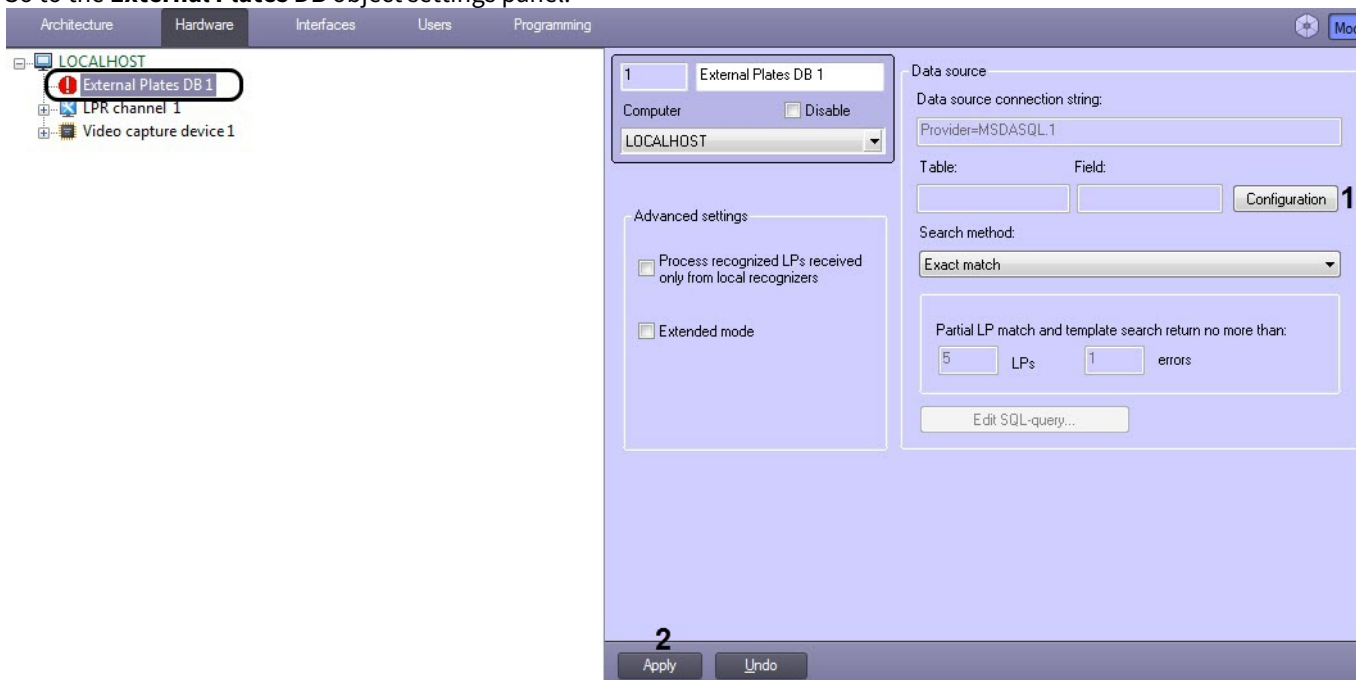 Go to the External Plates DB object settings panel.
Architecture Hardware Interfaces Users Programming
LOCALHOST
External Plates DB 1
LPR channel 1
Video capture device 1
1 External Plates DB 1
Computer Disable
LOCALHOST
Advanced settings
Process recognized LPs received
only from local recognizers
Extended mode
Data source
Data source connection string:
Provider=MSDASQL.1
Table: Field:
Configuration 1
Search method:
Exact match
Partial LP match and template search return no more than:
5 LPs 1 errors
Edit SQL-query...
2
Apply Undo